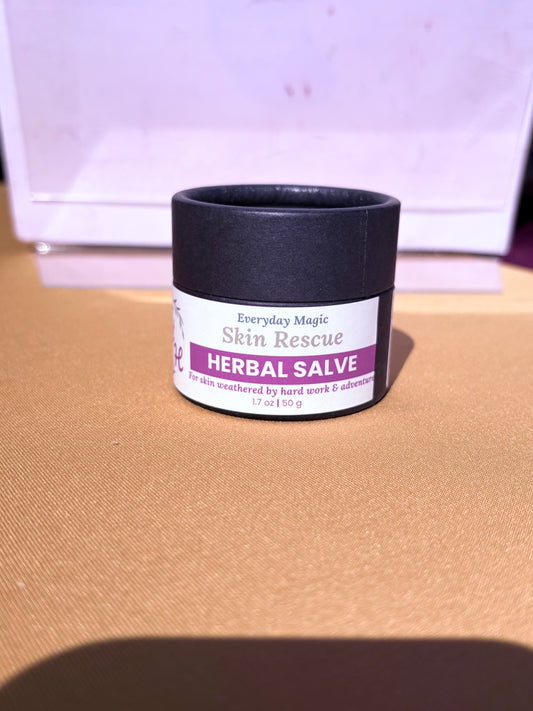 Everyday Magic
Skin Rescue
HERBAL SALVE
For skin weathered by hard work & adventure
1.7 oz | 50 g